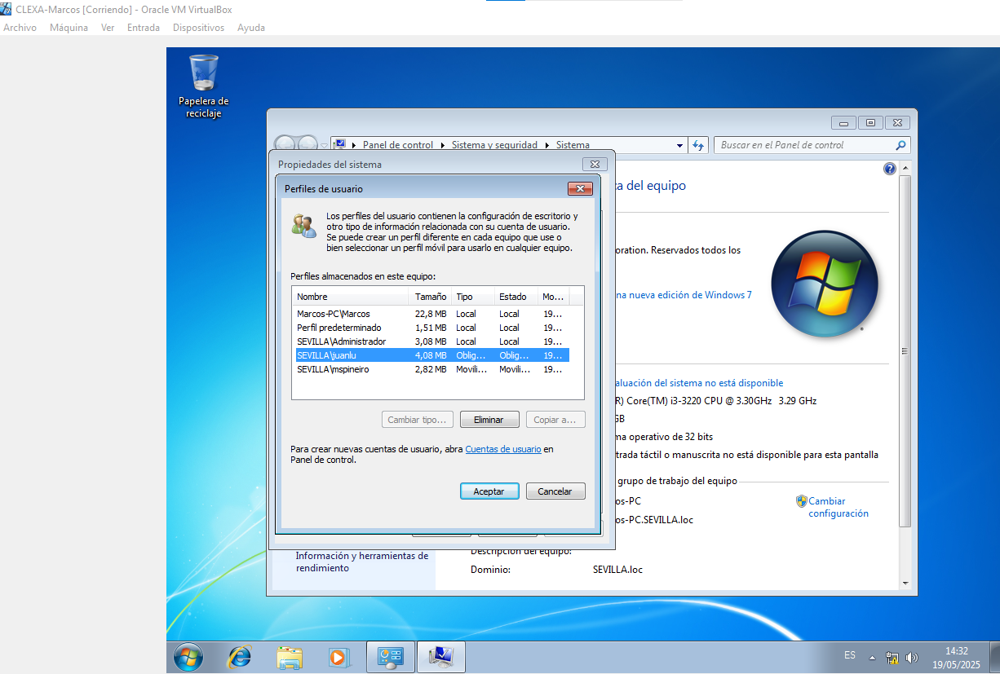 CLEXA-Marcos [Corriendo] - Oracle VM VirtualBox
Archivo Máquina Ver Entrada Dispositivos Ayuda
Papelera de
reciclaje
Panel de control Sistema y seguridad Sistema
Buscar en el Panel de control
Propiedades del sistema
Perfiles de usuario
Los perfiles del usuario contienen la configuración de escritorio y
otro tipo de información relacionada con su cuenta de usuario.
Se puede crear un perfil diferente en cada equipo que use o
bien seleccionar un perfil móvil para usarlo en cualquier equipo.
Perfiles almacenados en este equipo:
Nombre Tamaño Tipo Estado Mo...
Marcos-PC\Marcos 22,8 MB Local Local 19...
Perfil predeterminado 1,51 MB Local Local 19...
SEVILLA\Administrador 3,08 MB Local Local 19...
SEVILLA\juanlu 4,08 MB Oblig... Oblig... 19...
SEVILLA\mspineiro 2,82 MB Movili... Movili... 19...
Cambiar tipo... Eliminar Copiar a...
Para crear nuevas cuentas de usuario, abra Cuentas de usuario en
Panel de control.
Aceptar Cancelar
a del equipo
oration. Reservados todos los
na nueva edición de Windows 7
aluación del sistema no está disponible
R) Core(TM) i3-3220 CPU @ 3.30GHz 3.29 GHz
GB
ma operativo de 32 bits
trada táctil o manuscrita no está disponible para esta pantalla
grupo de trabajo del equipo
os-PC
Cambiar
configuración
os-PC.SEVILLA.loc
Descripción del equipo:
Dominio: SEVILLA.loc
Información y herramientas de
rendimiento
ES
14:32
19/05/2025